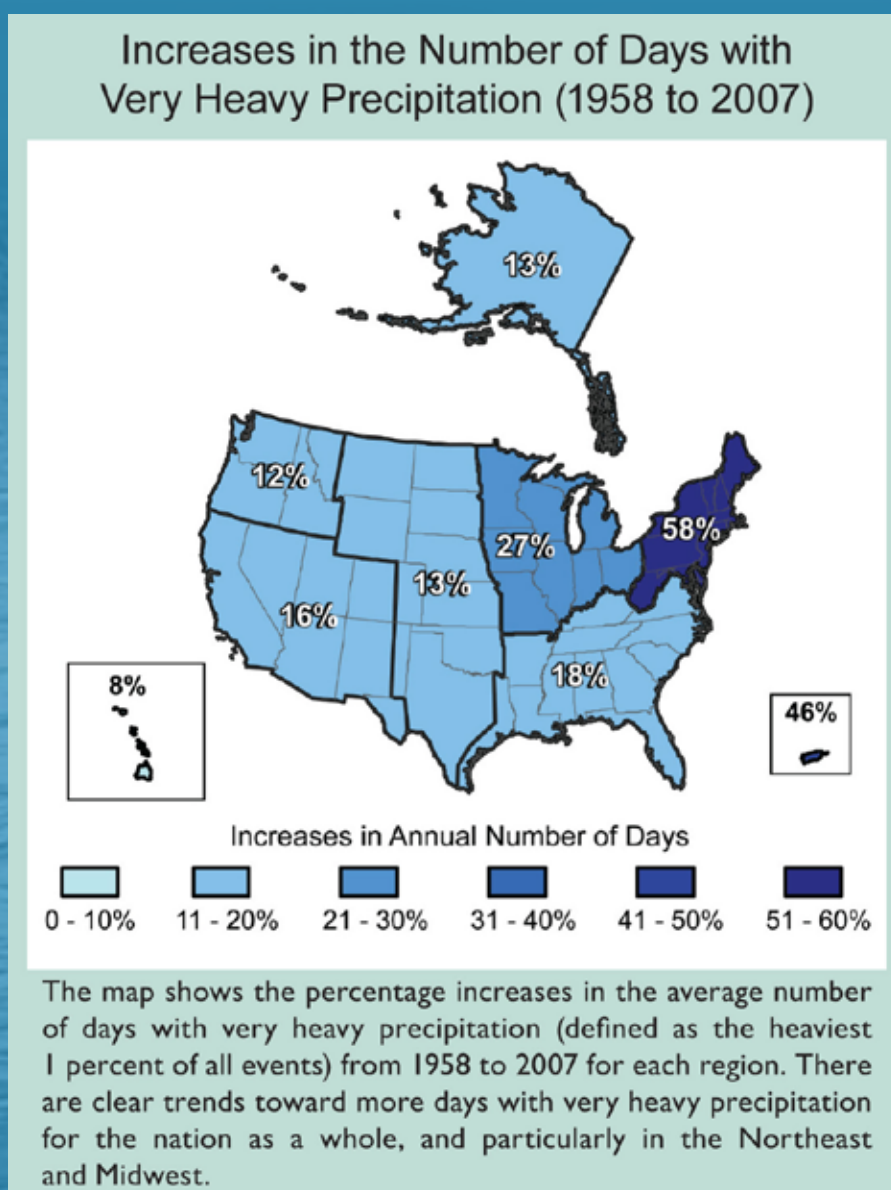 Increases in the Number of Days with
Very Heavy Precipitation (1958 to 2007)
13%
12%
58%
27%
13%
16%
18%
8%
46%
Increases in Annual Number of Days
0 - 10% 11 - 20% 21 - 30% 31 - 40% 41 - 50% 51 - 60%
The map shows the percentage increases in the average number
of days with very heavy precipitation (defined as the heaviest
1 percent of all events) from 1958 to 2007 for each region. There
are clear trends toward more days with very heavy precipitation
for the nation as a whole, and particularly in the Northeast
and Midwest.